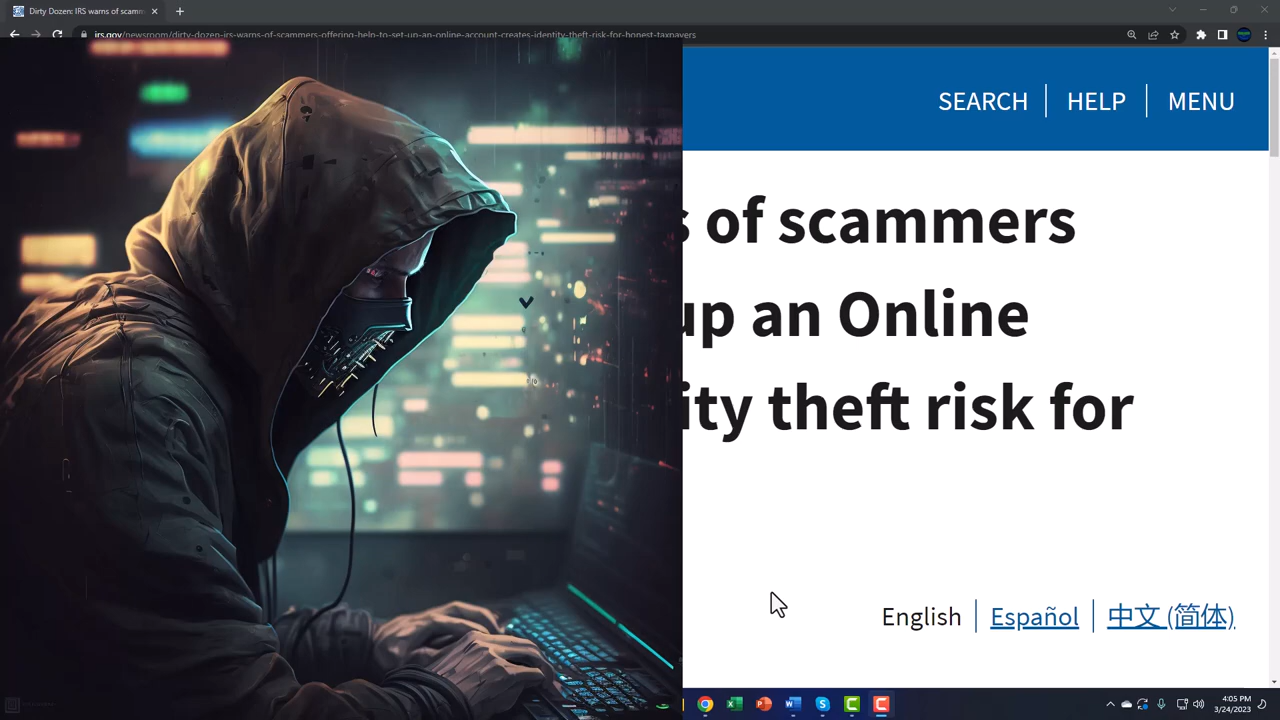 Dirty Dozen: IRS warns of scamm
irs.gov/newsroom/dirty-dozen-irs-warns-of-scammers-offering-help-to-set-up-an-online-account-creates-identity-theft-risk-for-honest-taxpayers
SEARCH HELP MENU
s of scammers
up an Online
ity theft risk for
English Español 中文 (简体)
4:05 PM
3/24/2023